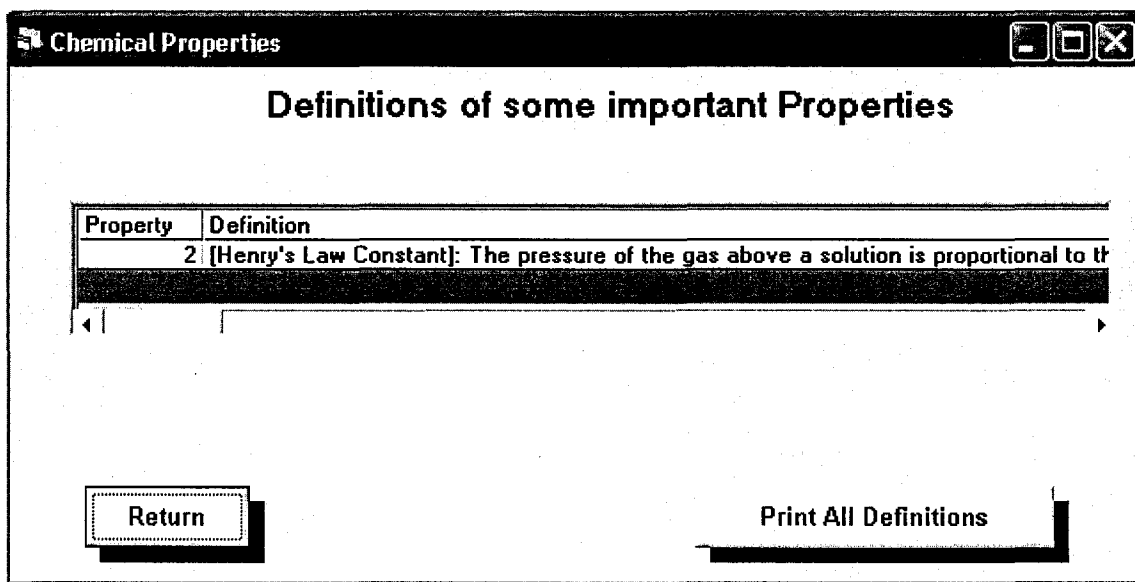 Chemical Properties
Definitions of some important Properties
Property Definition
2 [Henry's Law Constant]: The pressure of the gas above a solution is proportional to th
Return Print All Definitions